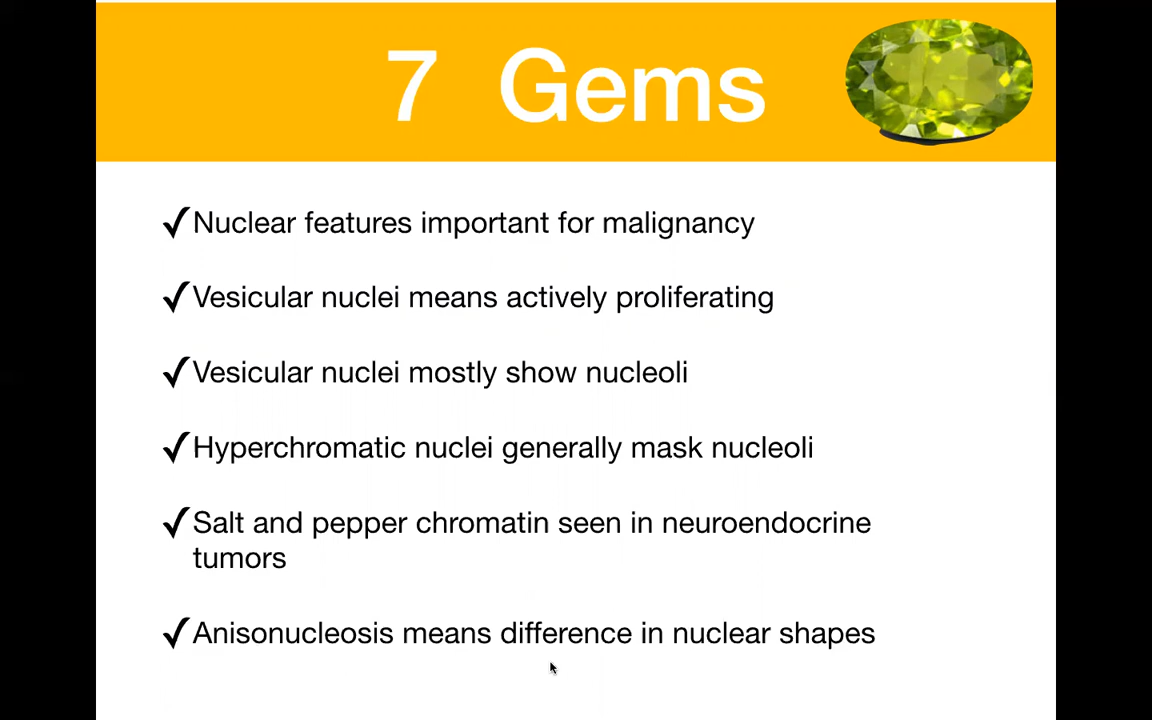 7 Gems
✓Nuclear features important for malignancy
✓Vesicular nuclei means actively proliferating
✓Vesicular nuclei mostly show nucleoli
✓Hyperchromatic nuclei generally mask nucleoli
✓Salt and pepper chromatin seen in neuroendocrine
tumors
✓Anisonucleosis means difference in nuclear shapes